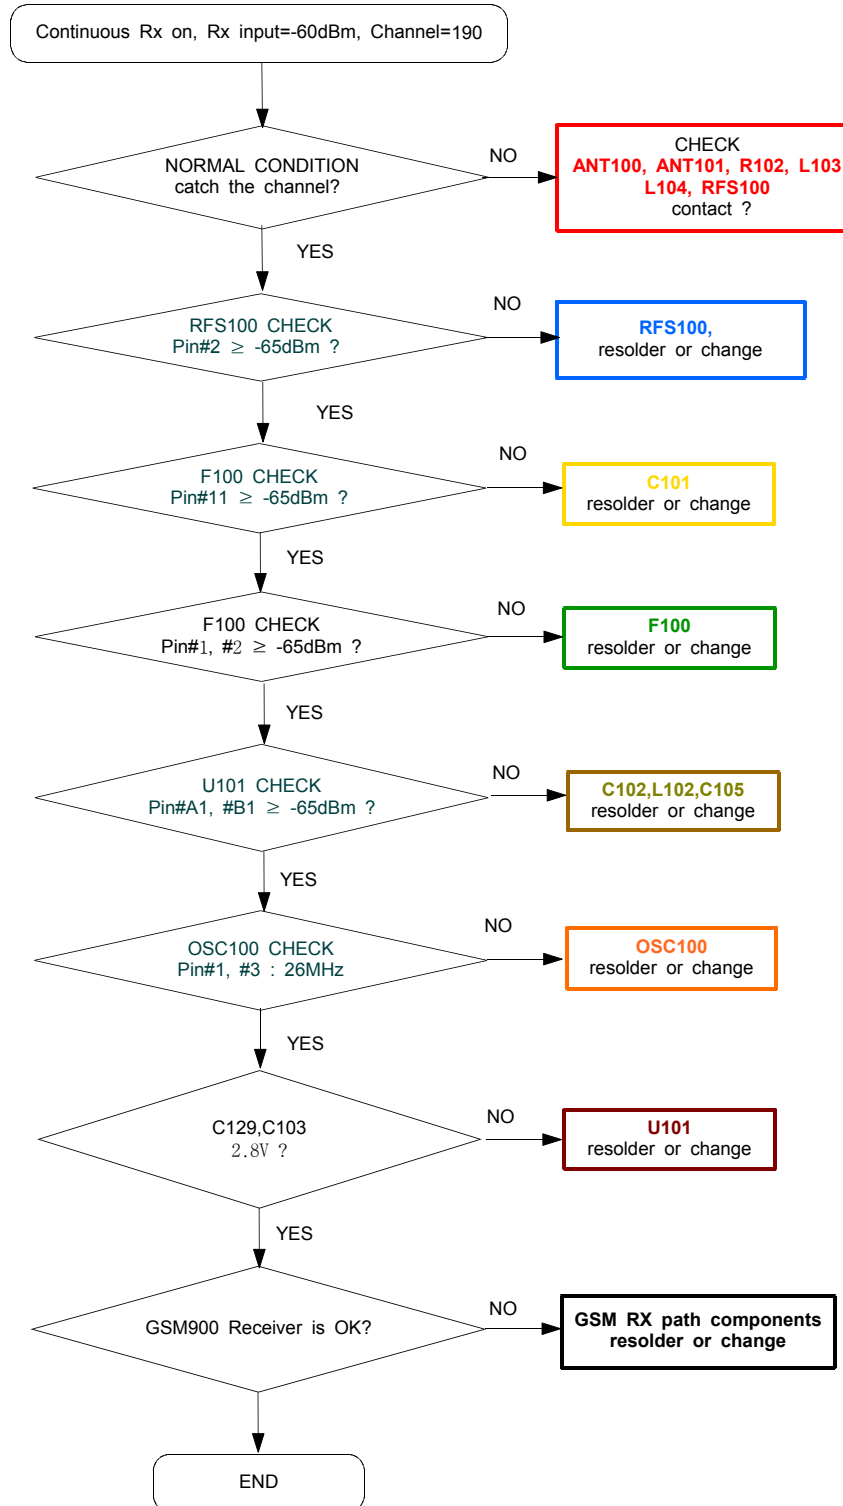 Continuous Rx on, Rx input=-60dBm, Channel=190
NORMAL CONDITION
catch the channel?
NO
CHECK
ANT100, ANT101, R102, L103
L104, RFS100
contact ?
YES
RFS100 CHECK
Pin#2 ≥ -65dBm ?
NO
RFS100,
resolder or change
YES
F100 CHECK
Pin#11 ≥ -65dBm ?
NO
C101
resolder or change
YES
F100 CHECK
Pin#1, #2 ≥ -65dBm ?
NO
F100
resolder or change
YES
U101 CHECK
Pin#A1, #B1 ≥ -65dBm ?
NO
C102,L102,C105
resolder or change
YES
OSC100 CHECK
Pin#1, #3 : 26MHz
NO
OSC100
resolder or change
YES
C129,C103
2.8V ?
NO
U101
resolder or change
YES
GSM900 Receiver is OK?
NO
GSM RX path components
resolder or change
END